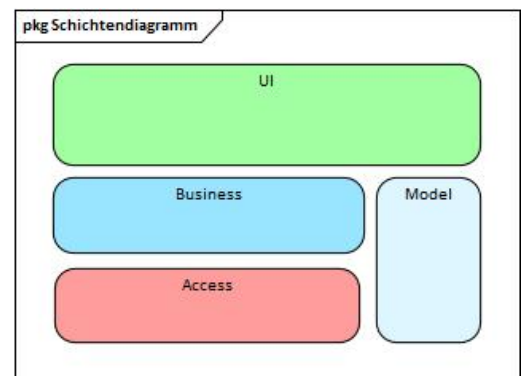 pkg Schichtendiagramm
UI
Business
Model
Access